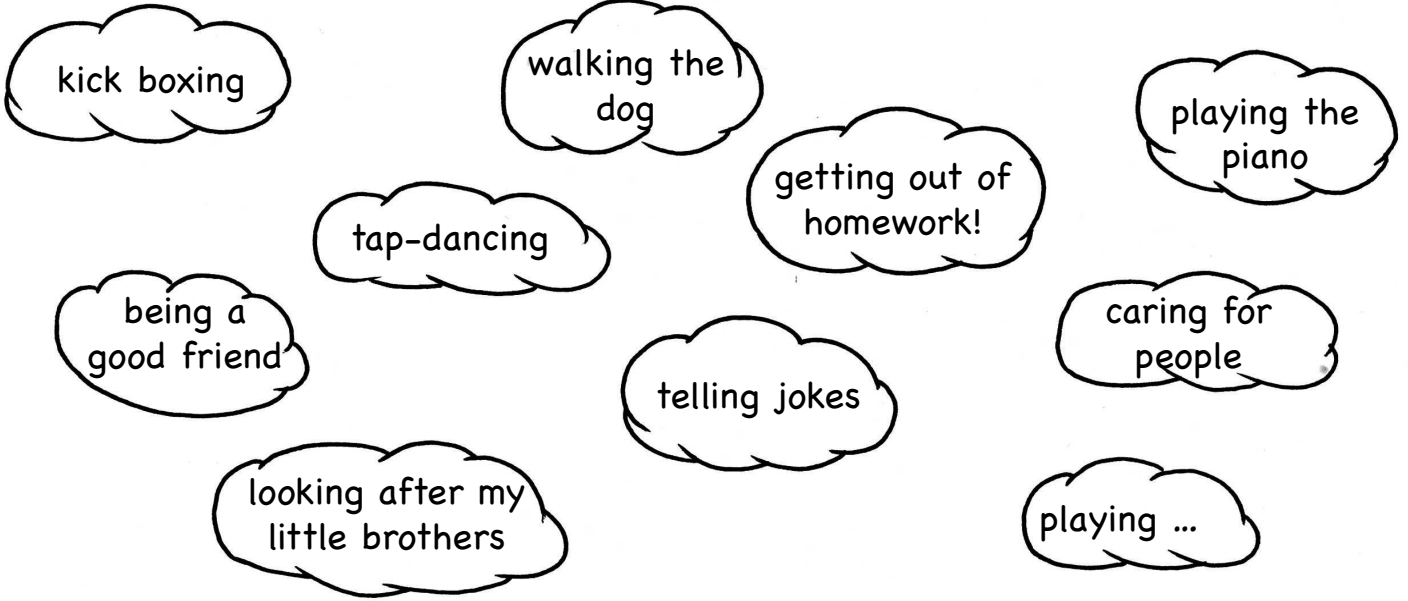 kick boxing
walking the
dog
playing the
piano
getting out of
homework!
tap-dancing
being a
good friend
caring for
people
telling jokes
looking after my
little brothers
playing ...